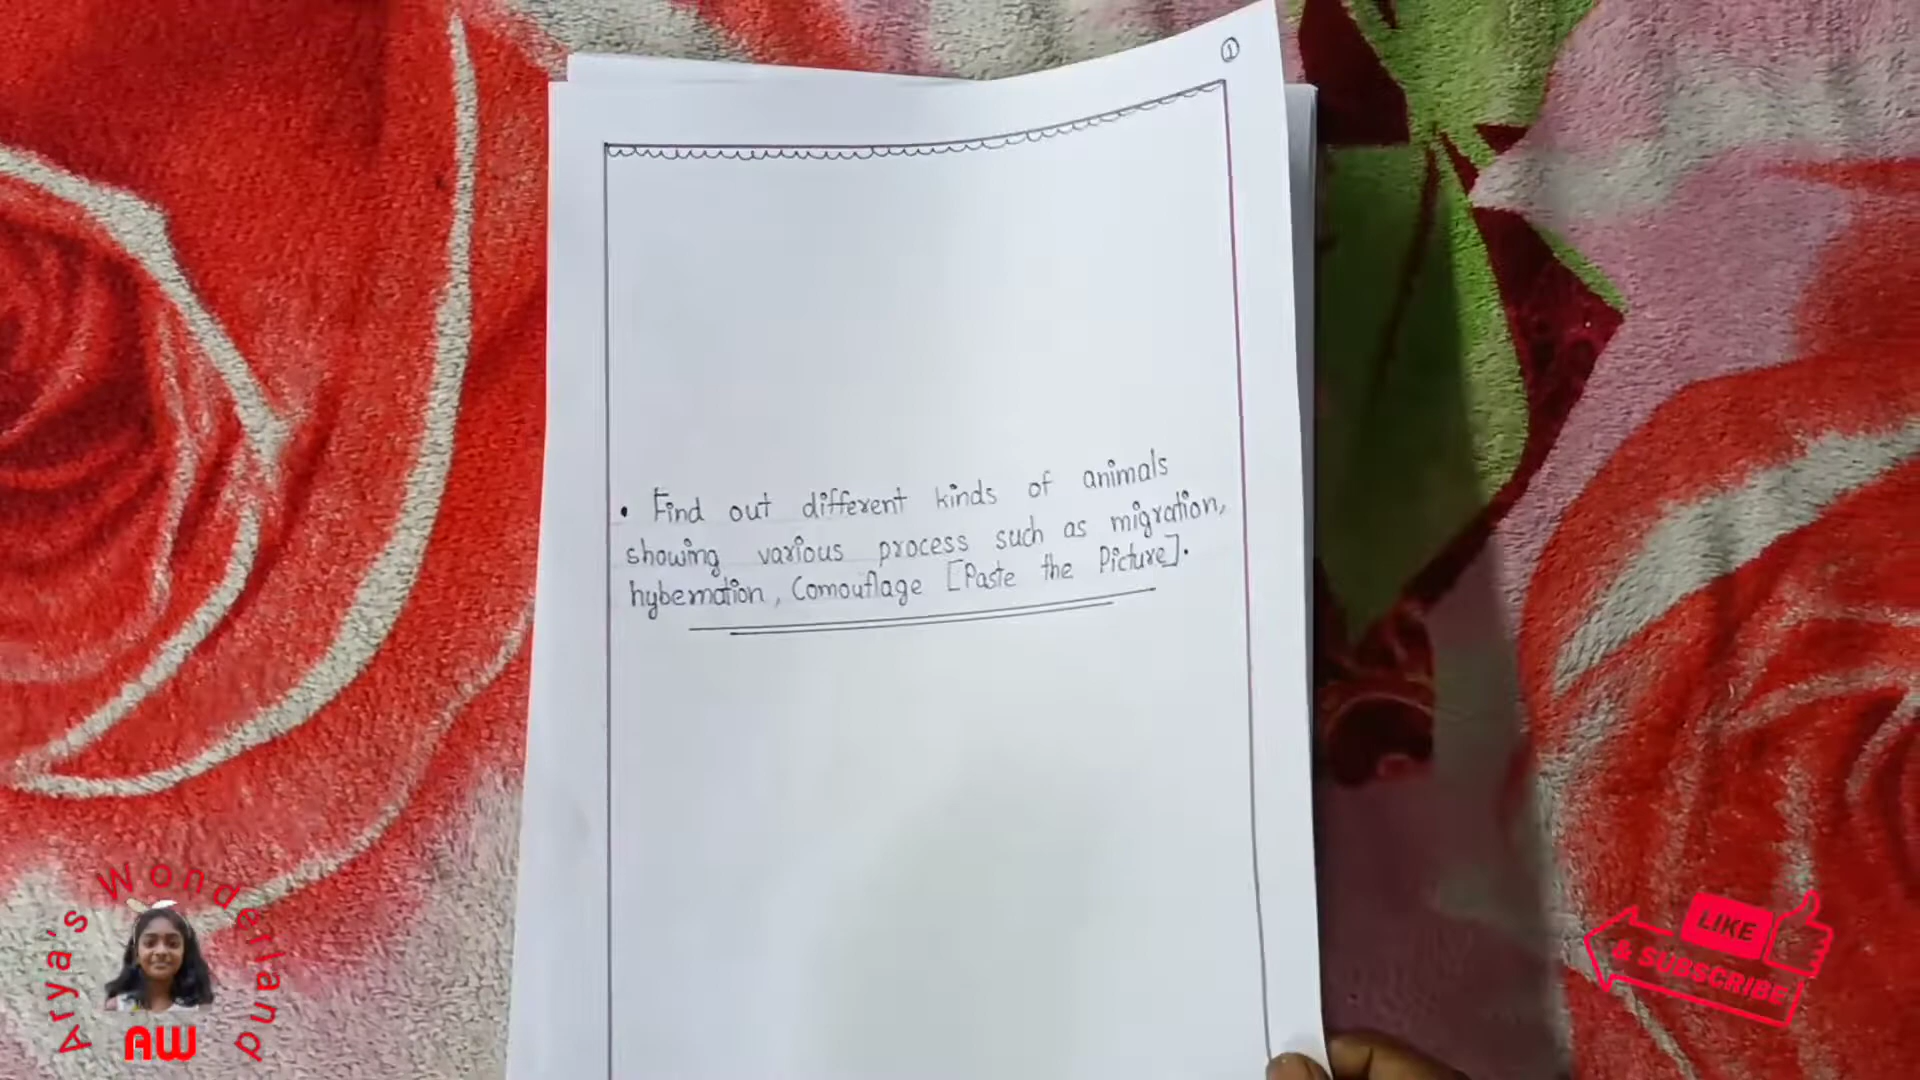 1
• Find out different kinds of animals
showing various process such as migration,
hybernation, Comouflage [Paste the Picture].
Arya's Wonderland
AW
LIKE
& SUBSCRIBE